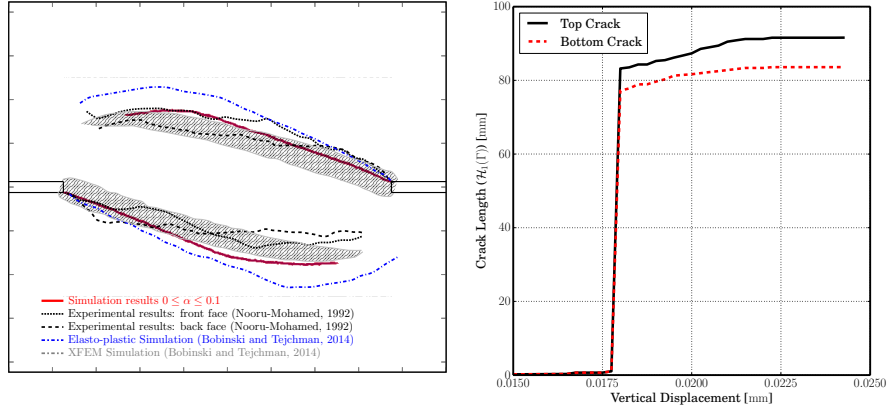 Simulation results 0 ≤ α ≤ 0.1
Experimental results: front face (Nooru-Mohamed, 1992)
Experimental results: back face (Nooru-Mohamed, 1992)
Elasto-plastic Simulation (Bobinski and Tejchman, 2014)
XFEM Simulation (Bobinski and Tejchman, 2014)
Top Crack
Bottom Crack
100
80
60
40
20
0
Crack Length (ℋ₁(Γ)) [mm]
0.0150
0.0175
0.0200
0.0225
0.0250
Vertical Displacement [mm]